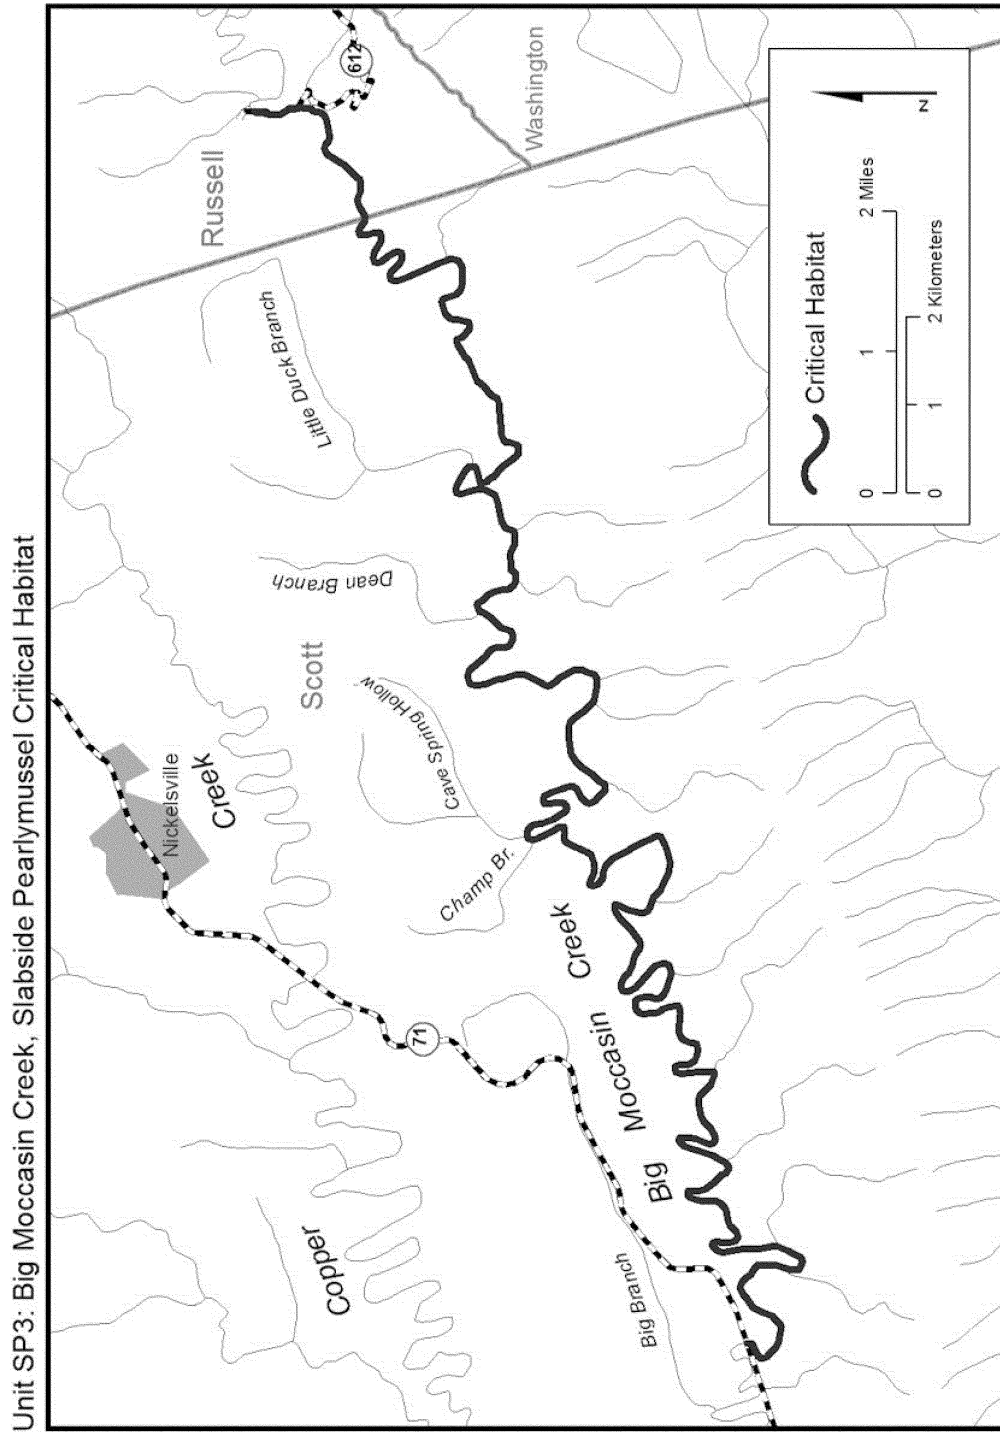 Unit SP3: Big Moccasin Creek, Slabside Pearlymussel Critical Habitat
Nickelsville
Copper
Creek
71
Scott
Russell
612
Washington
Little Duck Branch
Dean Branch
Cave Spring Hollow
Champ Br.
Big Branch
Big
Moccasin
Creek
Critical Habitat
0
1
2 Miles
0
1
2 Kilometers
N